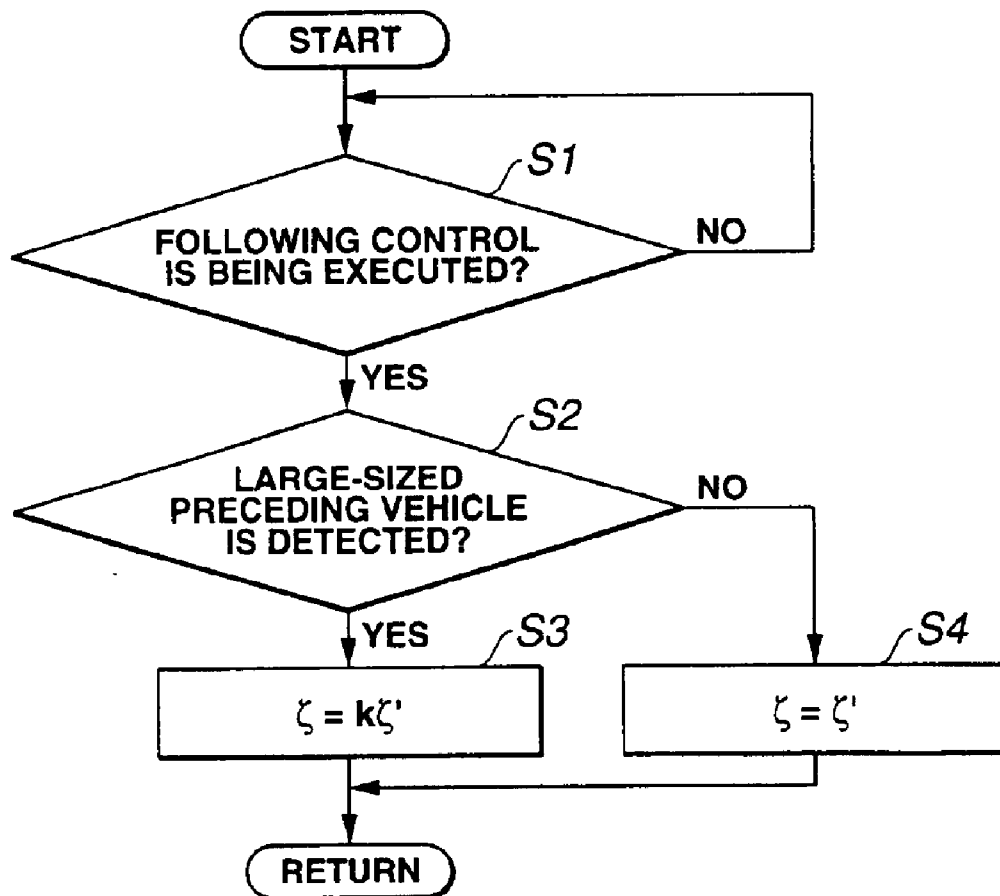 START
S1
FOLLOWING CONTROL
IS BEING EXECUTED?
NO
YES
S2
LARGE-SIZED
PRECEDING VEHICLE
IS DETECTED?
NO
YES
S3
ζ = kζ'
S4
ζ = ζ'
RETURN